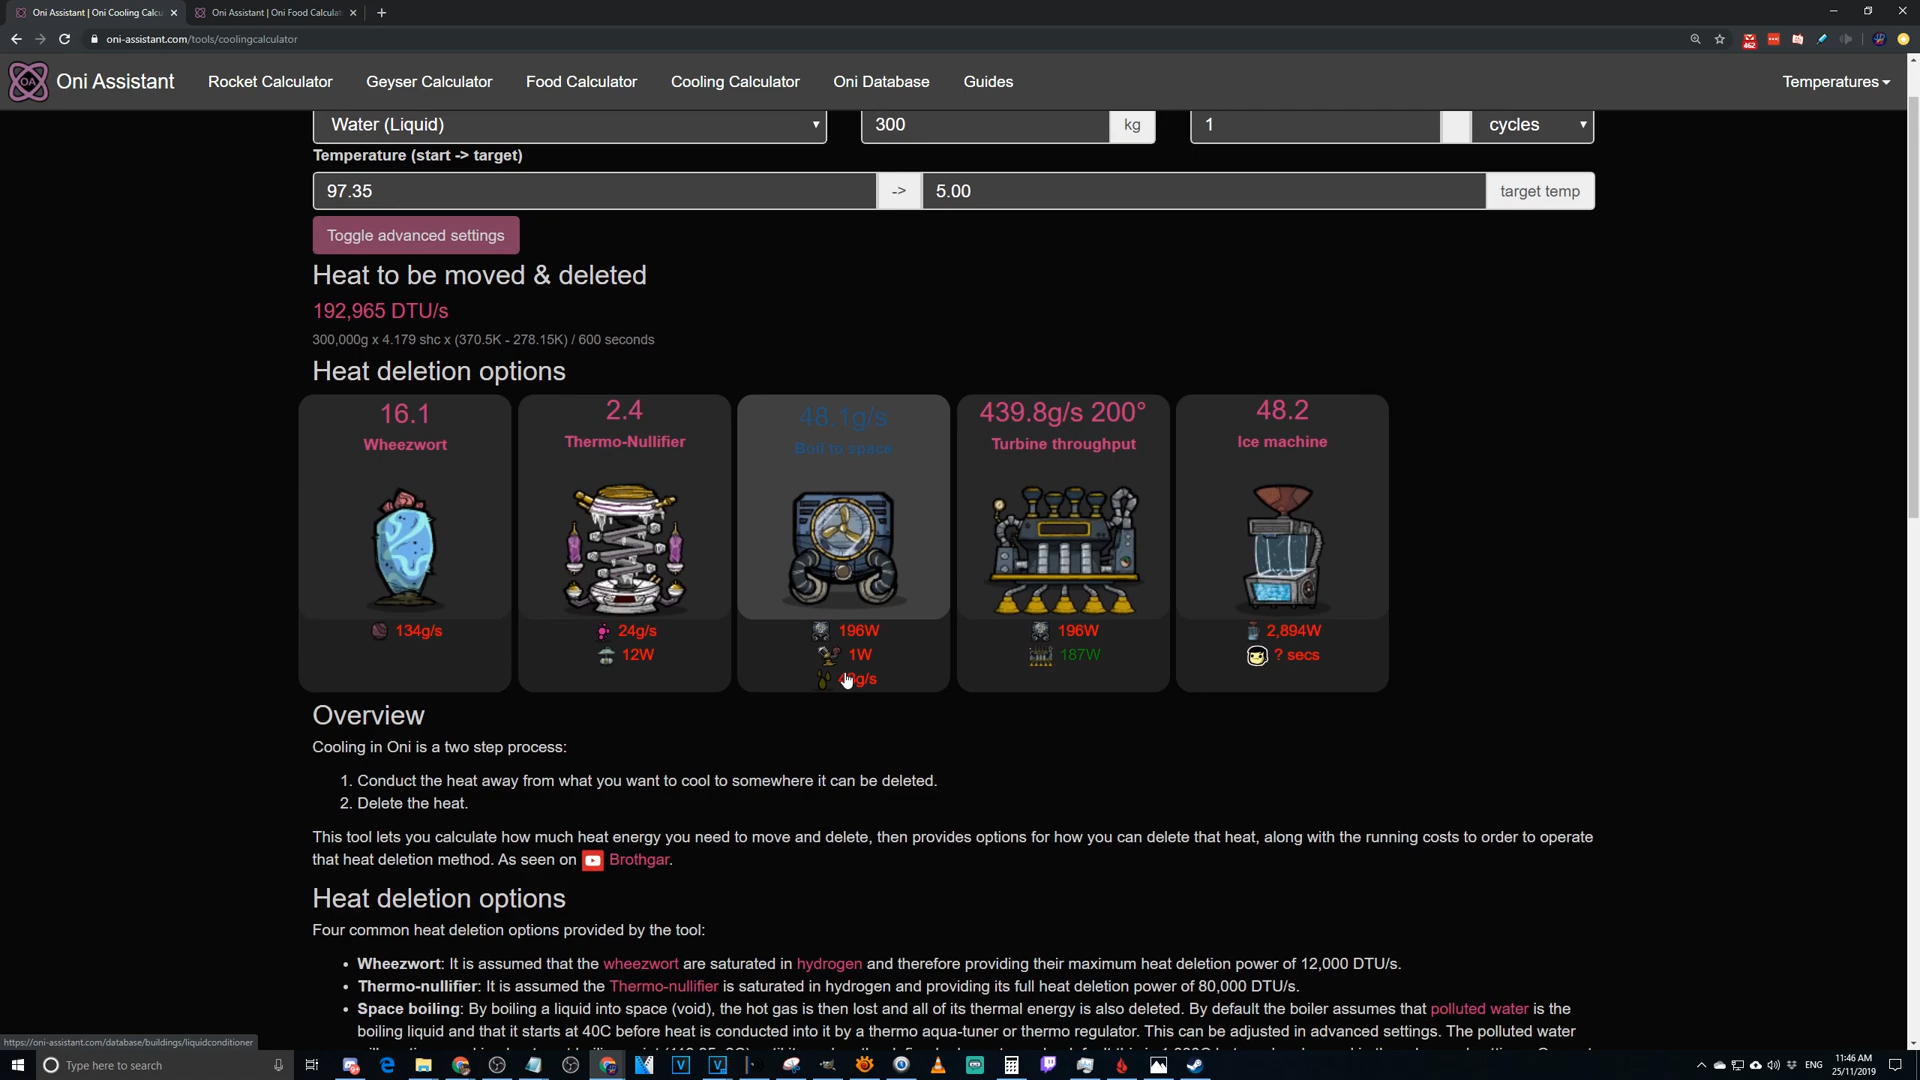 Oni Assistant | Oni Cooling Calcu
Oni Assistant | Oni Food Calculat
oni-assistant.com/tools/coolingcalculator
462
Oni Assistant
Rocket Calculator
Geyser Calculator
Food Calculator
Cooling Calculator
Oni Database
Guides
Temperatures
Water (Liquid)
300
kg
1
cycles
Temperature (start -> target)
97.35
->
5.00
target temp
Toggle advanced settings
Heat to be moved & deleted
192,965 DTU/s
300,000g x 4.179 shc x (370.5K - 278.15K) / 600 seconds
Heat deletion options
16.1
Wheezwort
134g/s
2.4
Thermo-Nullifier
24g/s
12W
48.1g/s
Boil to space
196W
1W
g/s
439.8g/s 200°
Turbine throughput
196W
187W
48.2
Ice machine
2,894W
? secs
Overview
Cooling in Oni is a two step process:
1. Conduct the heat away from what you want to cool to somewhere it can be deleted.
2. Delete the heat.
This tool lets you calculate how much heat energy you need to move and delete, then provides options for how you can delete that heat, along with the running costs to order to operate
that heat deletion method. As seen on Brothgar.
Heat deletion options
Four common heat deletion options provided by the tool:
• Wheezwort: It is assumed that the wheezwort are saturated in hydrogen and therefore providing their maximum heat deletion power of 12,000 DTU/s.
• Thermo-nullifier: It is assumed the Thermo-nullifier is saturated in hydrogen and providing its full heat deletion power of 80,000 DTU/s.
• Space boiling: By boiling a liquid into space (void), the hot gas is then lost and all of its thermal energy is also deleted. By default the boiler assumes that polluted water is the
boiling liquid and that it starts at 40C before heat is conducted into it by a thermo aqua-tuner or thermo regulator. This can be adjusted in advanced settings. The polluted water
https://oni-assistant.com/database/buildings/liquidconditioner
Type here to search
ENG
11:46 AM
25/11/2019